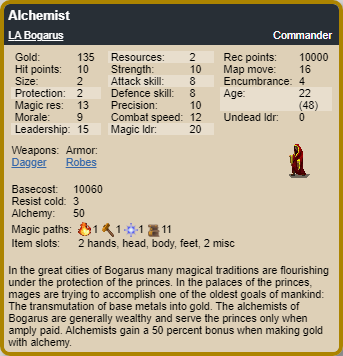 Alchemist
LA Bogarus Commander
Gold: 135 Resources: 2 Rec points: 10000
Hit points: 10 Strength: 10 Map move: 16
Size: 2 Attack skill: 8 Encumbrance: 4
Protection: 2 Defence skill: 8 Age: 22
Magic res: 13 Precision: 10 (48)
Morale: 9 Combat speed: 12 Undead ldr: 0
Leadership: 15 Magic ldr: 20
Weapons: Armor:
Dagger Robes
Basecost: 10060
Resist cold: 3
Alchemy: 50
Magic paths: 1 1 1 11
Item slots: 2 hands, head, body, feet, 2 misc
In the great cities of Bogarus many magical traditions are flourishing
under the protection of the princes. In the palaces of the princes,
mages are trying to accomplish one of the oldest goals of mankind:
The transmutation of base metals into gold. The alchemists of
Bogarus are generally wealthy and serve the princes only when
amply paid. Alchemists gain a 50 percent bonus when making gold
with alchemy.